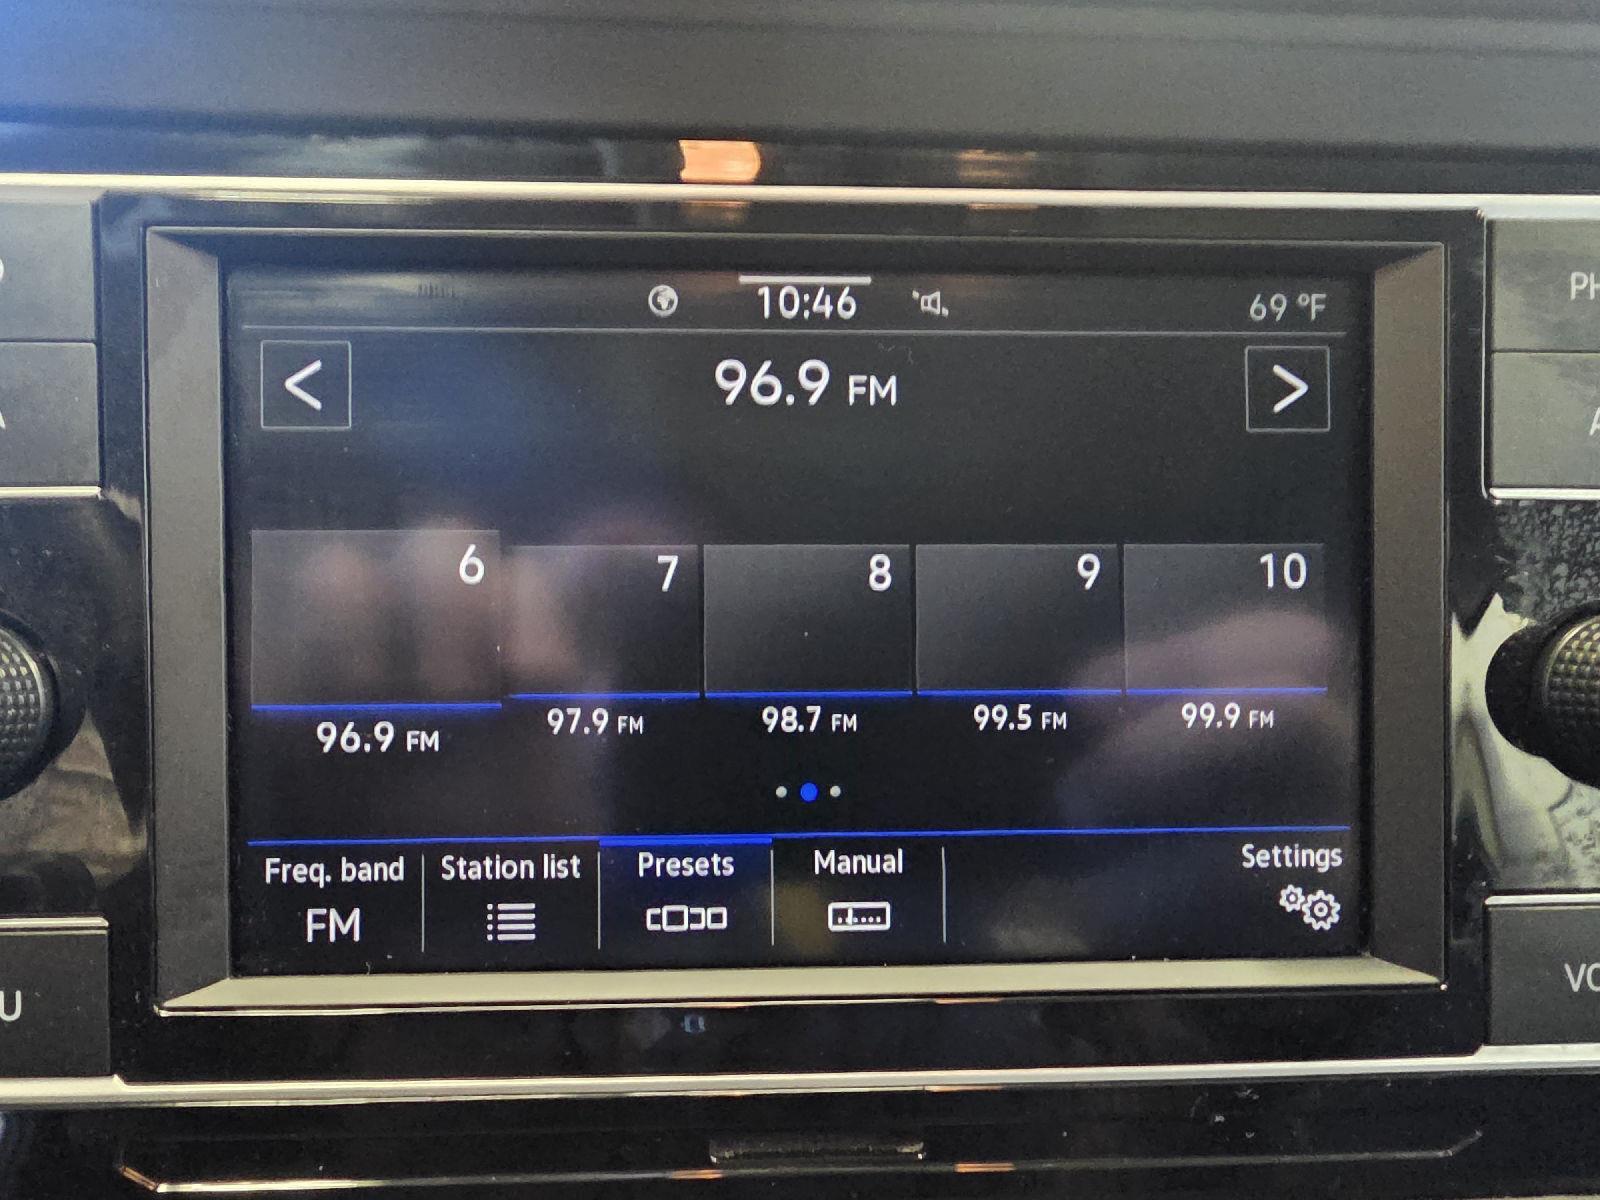 10:46
69 °F
<
96.9 FM
>
6
7
8
9
10
96.9 FM
97.9 FM
98.7 FM
99.5 FM
99.9 FM
Freq. band
Station list
Presets
Manual
Settings
FM